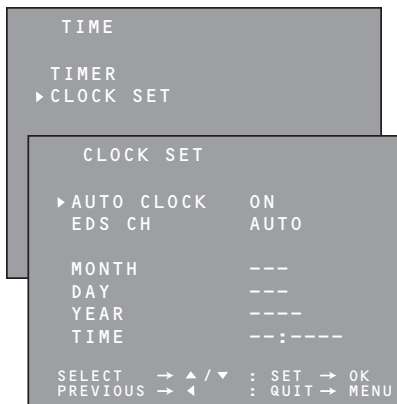 TIME
TIMER
▶CLOCK SET
CLOCK SET
▶AUTO CLOCK ON
EDS CH AUTO
MONTH ---
DAY ---
YEAR ----
TIME --:----
SELECT → ▲/▼ : SET → OK
PREVIOUS → ◀ : QUIT → MENU